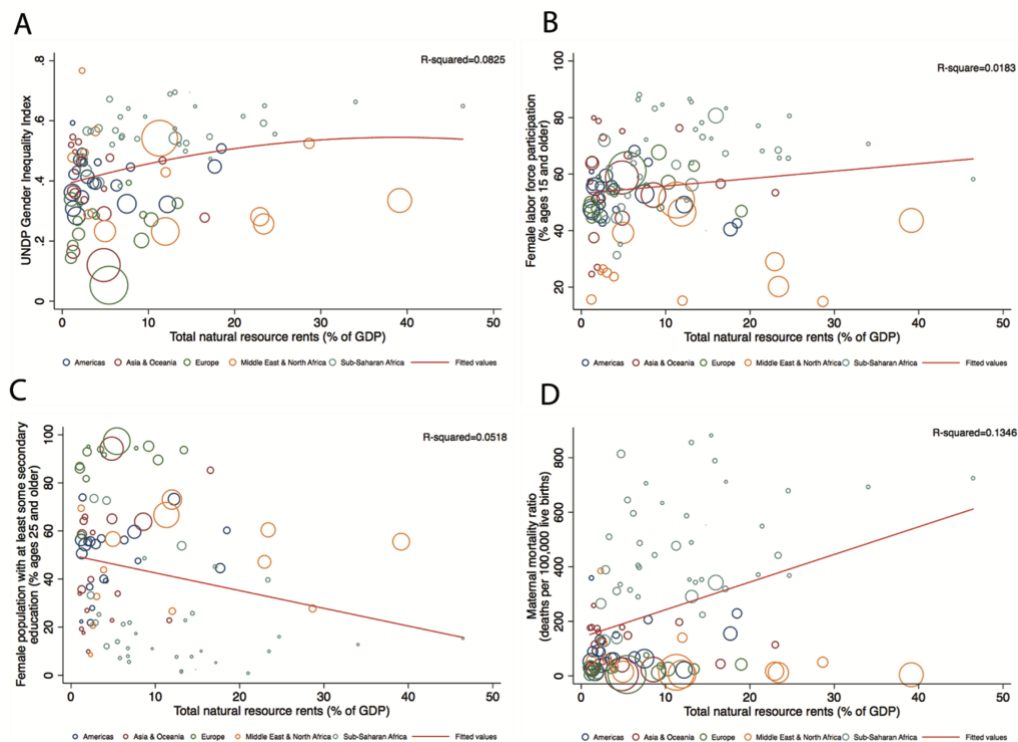 A
R-squared=0.0825
UNDP Gender Inequality Index
.8
.6
.4
.2
0
0 10 20 30 40 50
Total natural resource rents (% of GDP)
Americas Asia & Oceania Europe Middle East & North Africa Sub-Saharan Africa Fitted values
B
R-square=0.0183
Female labor force participation
(% ages 15 and older)
100
80
60
40
20
0 10 20 30 40 50
Total natural resource rents (% of GDP)
Americas Asia & Oceania Europe Middle East & North Africa Sub-Saharan Africa Fitted values
C
R-squared=0.0518
Female population with at least some secondary
education (% ages 25 and older)
100
80
60
40
20
0
0 10 20 30 40 50
Total natural resource rents (% of GDP)
Americas Asia & Oceania Europe Middle East & North Africa Sub-Saharan Africa Fitted values
D
R-squared=0.1346
Maternal mortality ratio
(deaths per 100,000 live births)
800
600
400
200
0
0 10 20 30 40 50
Total natural resource rents (% of GDP)
Americas Asia & Oceania Europe Middle East & North Africa Sub-Saharan Africa Fitted values